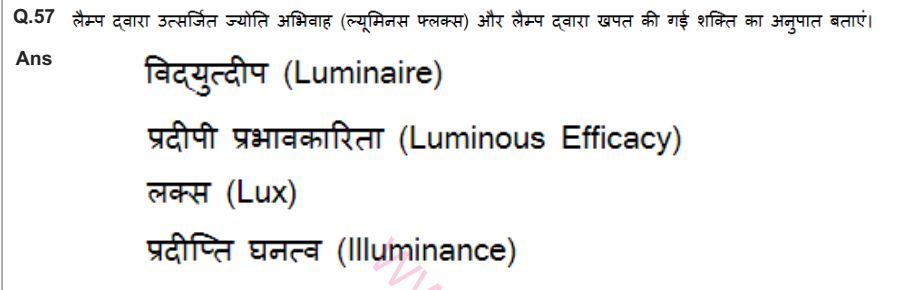 Q.57 लैम्प द्वारा उत्सर्जित ज्योति अभिवाह (ल्यूमिनस फ्लक्स) और लैम्प द्वारा खपत की गई शक्ति का अनुपात बताएं।
Ans
विद्युत्दीप (Luminaire)
प्रदीपी प्रभावकारिता (Luminous Efficacy)
लक्स (Lux)
प्रदीप्ति घनत्व (Illuminance)